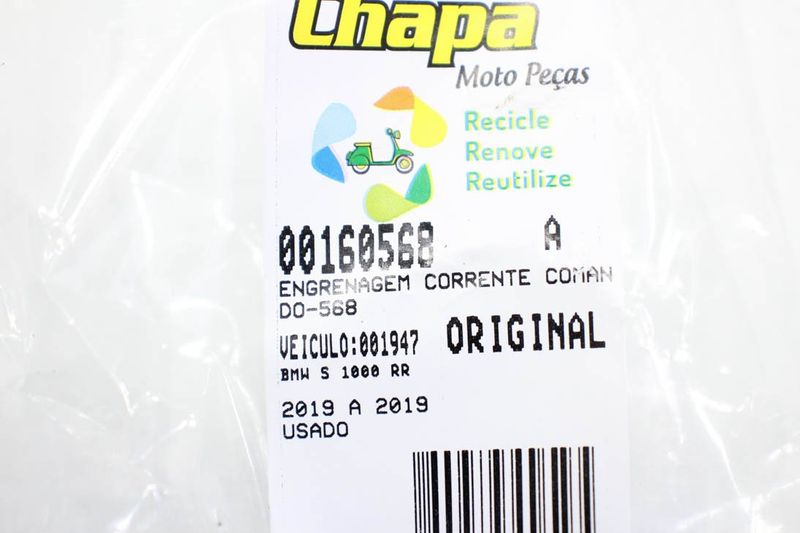 Chapa
Moto Peças
Recicle
Renove
Reutilize
00160568 A
ENGRENAGEM CORRENTE COMAN
DO-568
VEICULO:001947 ORIGINAL
BMW S 1000 RR
2019 A 2019
USADO